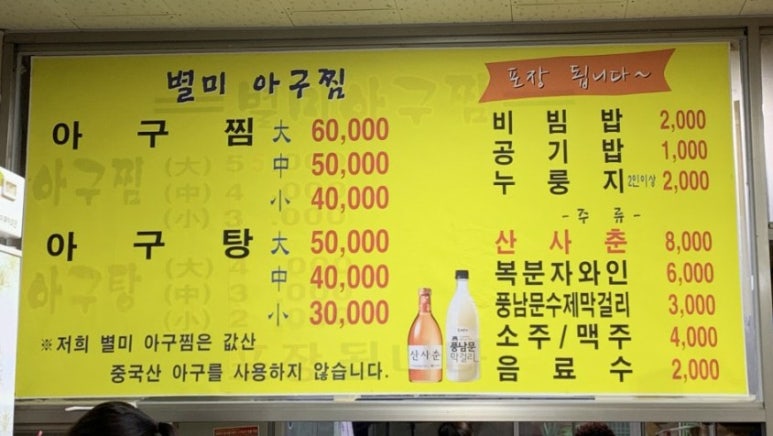 별미 아구찜
아구찜 大 60,000
中 50,000
小 40,000
아구탕 大 50,000
中 40,000
小 30,000
※저희 별미 아구찜은 값산
중국산 아구를 사용하지 않습니다.
포장 됩니다~
비빔밥 2,000
공기밥 1,000
누룽지 2인이상 2,000
-주류-
산사춘 8,000
복분자와인 6,000
풍남문수제막걸리 3,000
소주/맥주 4,000
음료수 2,000
산사춘
풍남문
막걸리